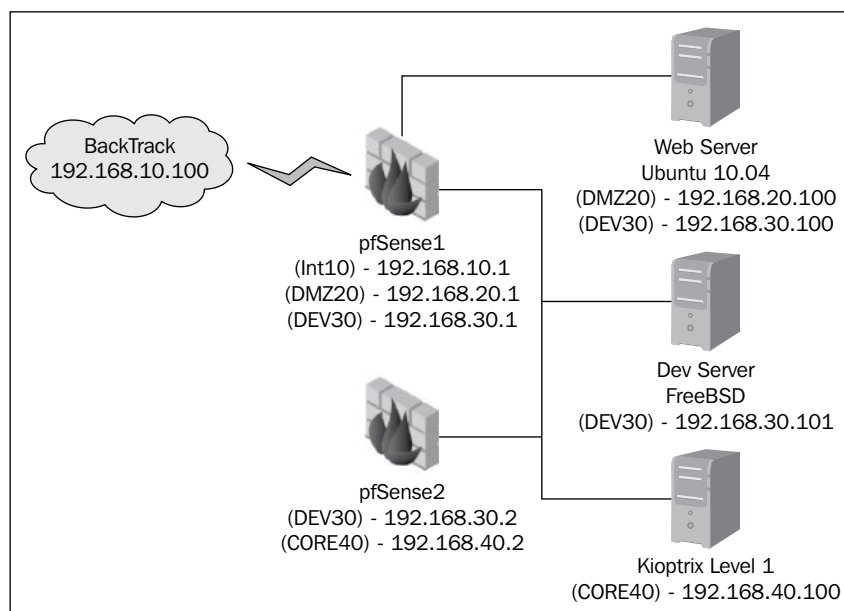 BackTrack
192.168.10.100
pfSense1
(Int10) - 192.168.10.1
(DMZ20) - 192.168.20.1
(DEV30) - 192.168.30.1
pfSense2
(DEV30) - 192.168.30.2
(CORE40) - 192.168.40.2
Web Server
Ubuntu 10.04
(DMZ20) - 192.168.20.100
(DEV30) - 192.168.30.100
Dev Server
FreeBSD
(DEV30) - 192.168.30.101
Kioptrix Level 1
(CORE40) - 192.168.40.100